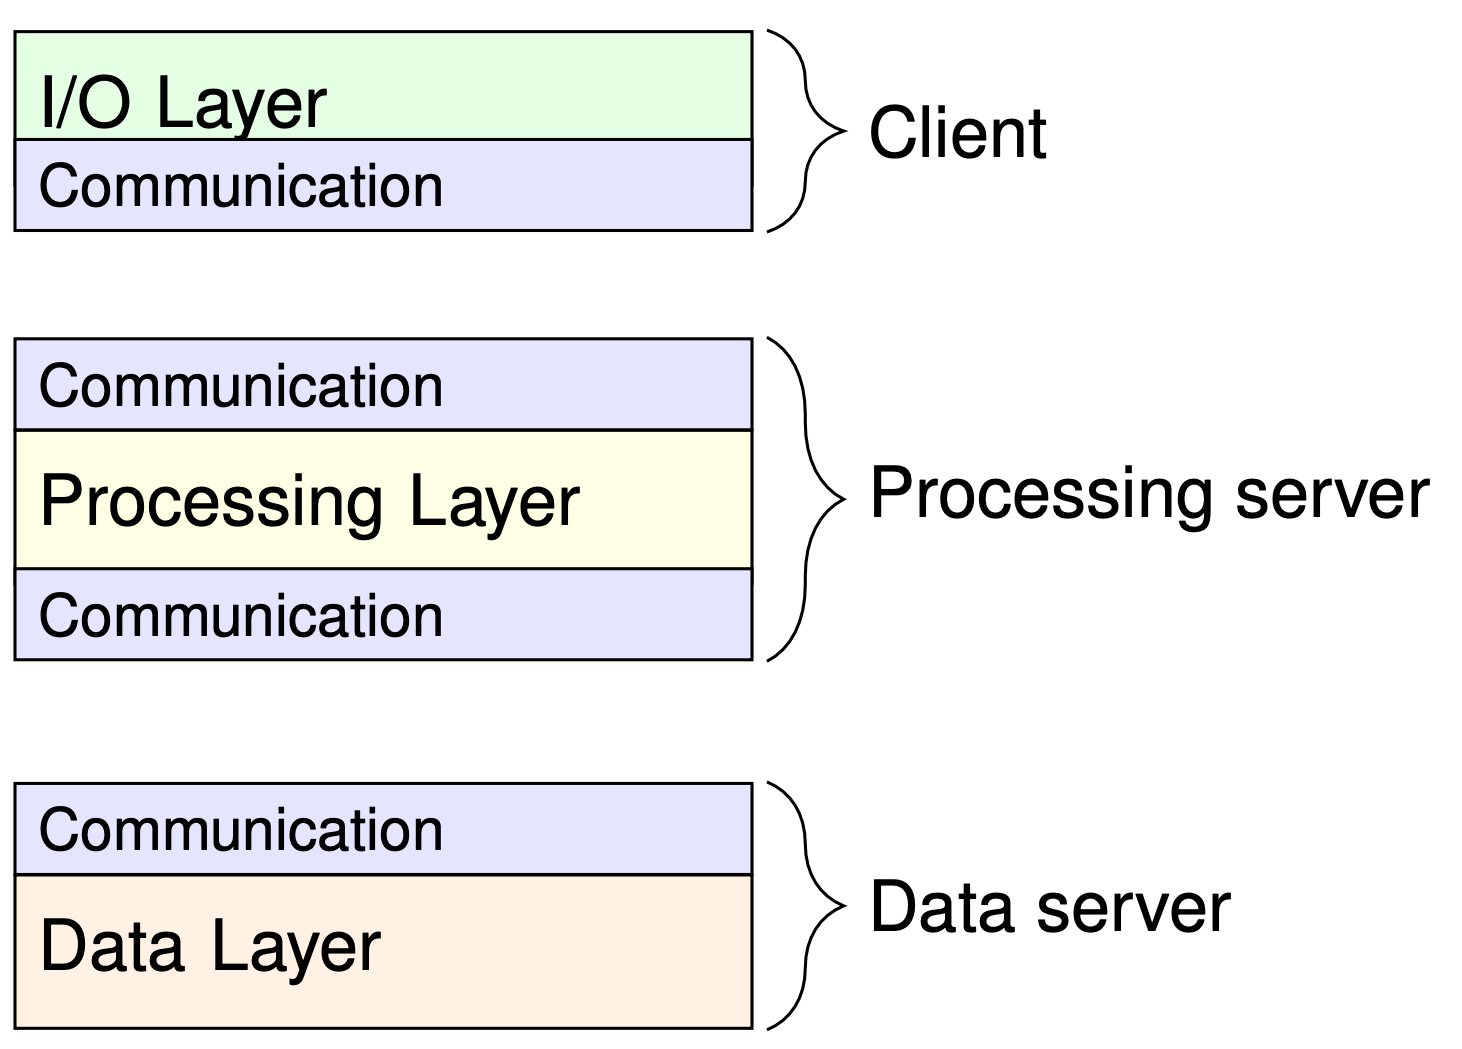 I/O Layer
Communication
Client
Communication
Processing Layer
Communication
Processing server
Communication
Data Layer
Data server